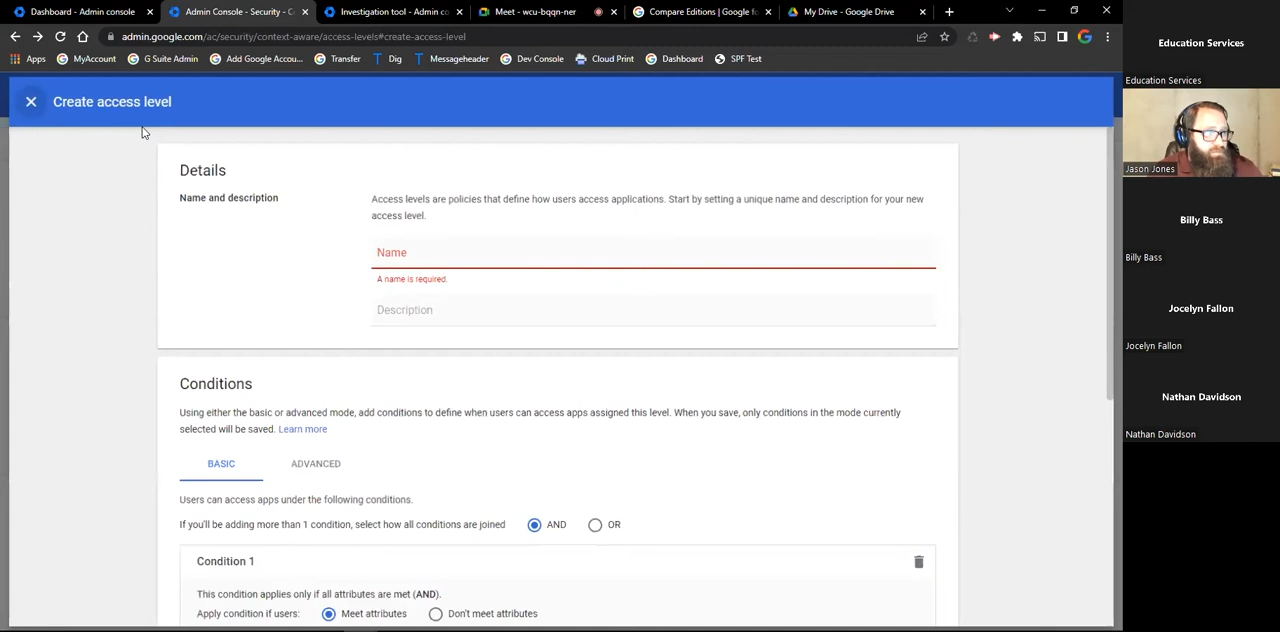 Dashboard - Admin console
Admin Console - Security - C
Investigation tool - Admin co
Meet - wcu-bqqn-ner
Compare Editions | Google fo
My Drive - Google Drive
admin.google.com/ac/security/context-aware/access-levels#create-access-level
Apps
MyAccount
G Suite Admin
Add Google Accou...
Transfer
Dig
Messageheader
Dev Console
Cloud Print
Dashboard
SPF Test
Create access level
Details
Name and description
Access levels are policies that define how users access applications. Start by setting a unique name and description for your new
access level.
Name
A name is required.
Description
Conditions
Using either the basic or advanced mode, add conditions to define when users can access apps assigned this level. When you save, only conditions in the mode currently
selected will be saved. Learn more
BASIC
ADVANCED
Users can access apps under the following conditions.
If you'll be adding more than 1 condition, select how all conditions are joined
AND
OR
Condition 1
This condition applies only if all attributes are met (AND).
Apply condition if users:
Meet attributes
Don't meet attributes
Education Services
Education Services
Jason Jones
Billy Bass
Billy Bass
Jocelyn Fallon
Jocelyn Fallon
Nathan Davidson
Nathan Davidson